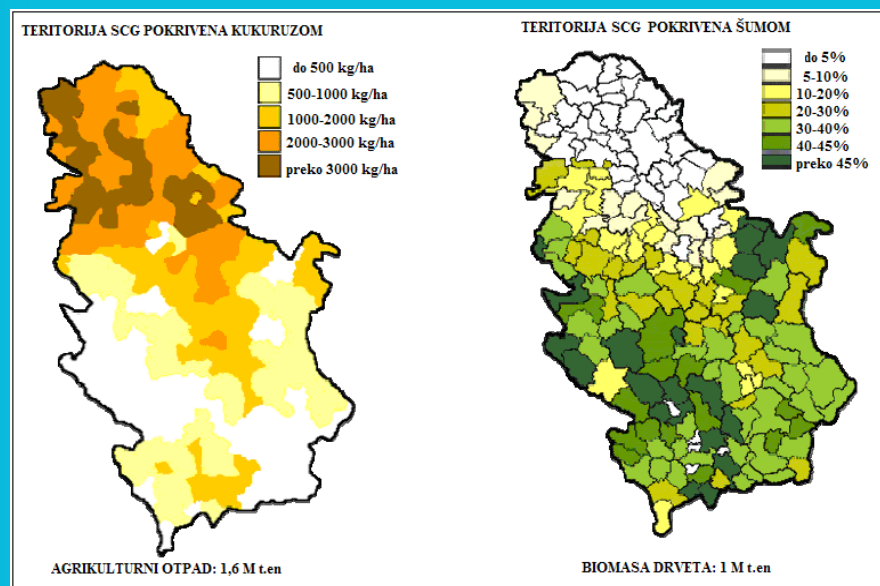 TERITORIJA SCG POKRIVENA KUKURUZOM
do 500 kg/ha
500-1000 kg/ha
1000-2000 kg/ha
2000-3000 kg/ha
preko 3000 kg/ha
AGRIKULTURNI OTPAD: 1,6 M t.en
TERITORIJA SCG POKRIVENA ŠUMOM
do 5%
5-10%
10-20%
20-30%
30-40%
40-45%
preko 45%
BIOMASA DRVETA: 1 M t.en